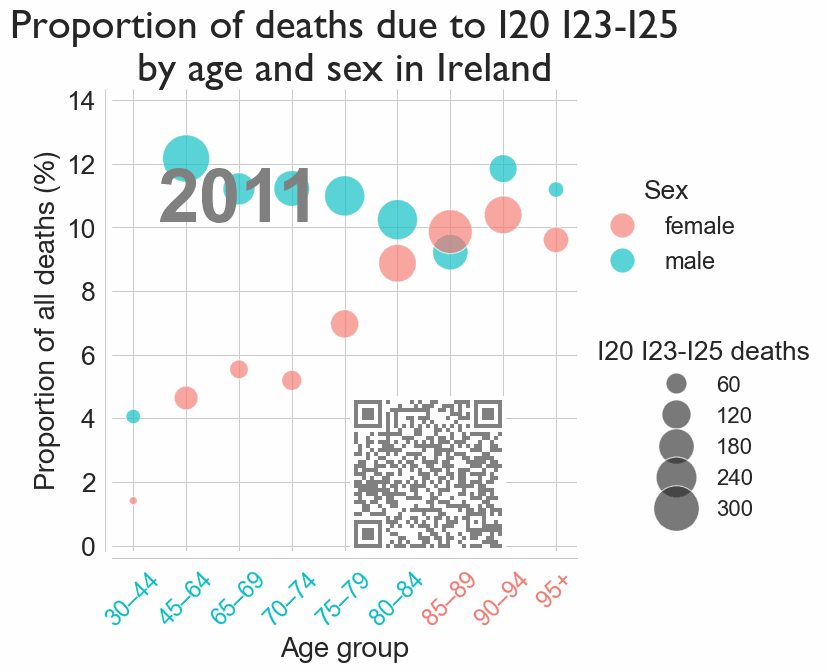 Proportion of deaths due to I20 I23-I25
by age and sex in Ireland
14
12
10
8
6
4
2
0
Proportion of all deaths (%)
2011
30–44
45–64
65–69
70–74
75–79
80–84
85–89
90–94
95+
Age group
Sex
female
male
I20 I23-I25 deaths
60
120
180
240
300